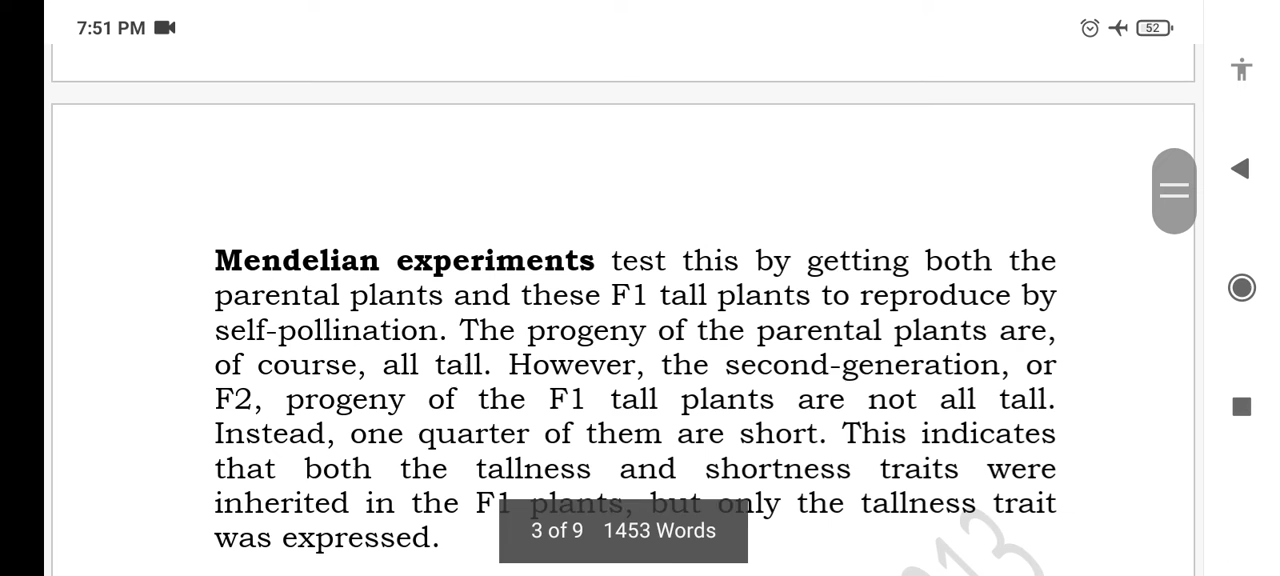 7:51 PM
52
Mendelian experiments test this by getting both the
parental plants and these F1 tall plants to reproduce by
self-pollination. The progeny of the parental plants are,
of course, all tall. However, the second-generation, or
F2, progeny of the F1 tall plants are not all tall.
Instead, one quarter of them are short. This indicates
that both the tallness and shortness traits were
inherited in the F1 plants, but only the tallness trait
was expressed.
3 of 9 1453 Words
013